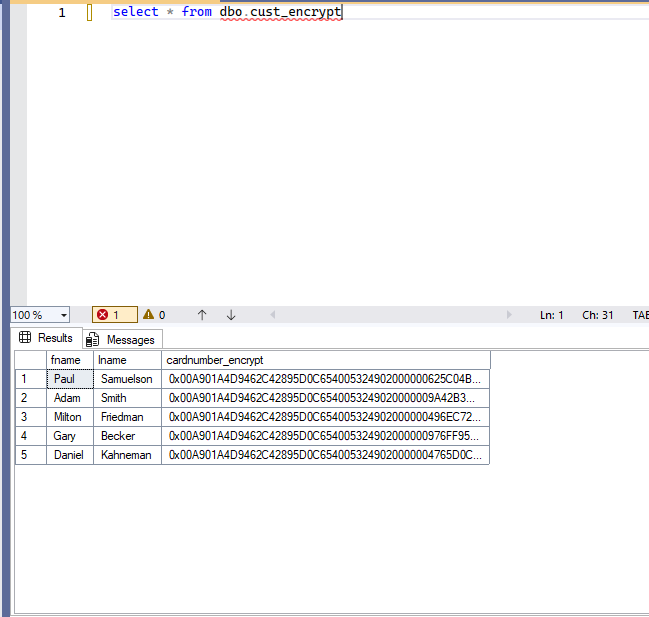 1 select * from dbo.cust_encrypt
100 % 1 0 Ln: 1 Ch: 31 TAB
Results Messages
fname lname cardnumber_encrypt
1 Paul Samuelson 0x00A901A4D9462C42895D0C654005324902000000625C04B...
2 Adam Smith 0x00A901A4D9462C42895D0C6540053249020000009A42B3...
3 Milton Friedman 0x00A901A4D9462C42895D0C654005324902000000496EC72...
4 Gary Becker 0x00A901A4D9462C42895D0C654005324902000000976FF95...
5 Daniel Kahneman 0x00A901A4D9462C42895D0C6540053249020000004765D0C...